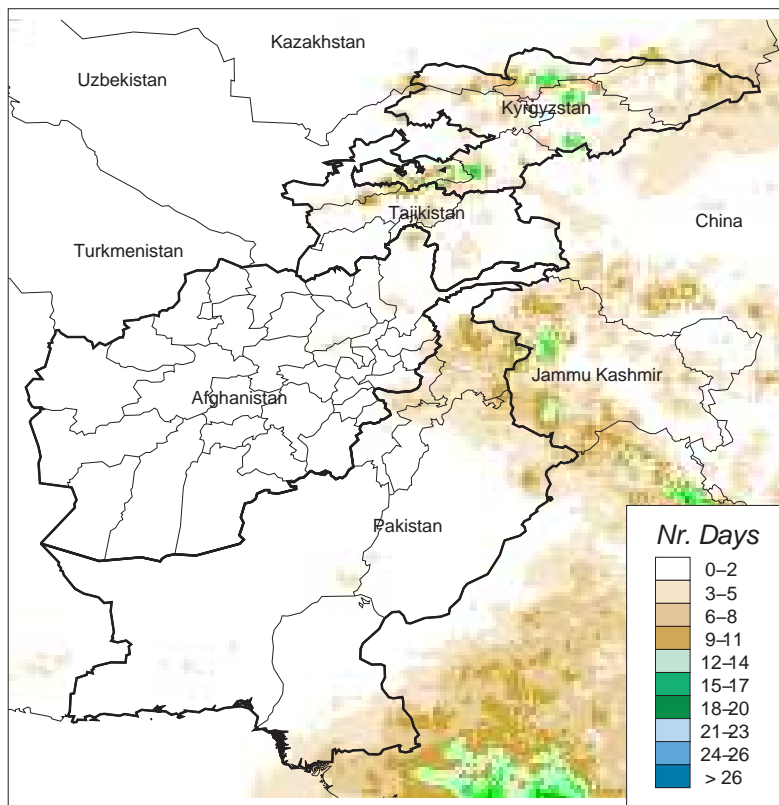 Kazakhstan
Uzbekistan
Kyrgyzstan
Tajikistan
China
Turkmenistan
Jammu Kashmir
Afghanistan
Pakistan
Nr. Days
0–2
3–5
6–8
9–11
12–14
15–17
18–20
21–23
24–26
> 26